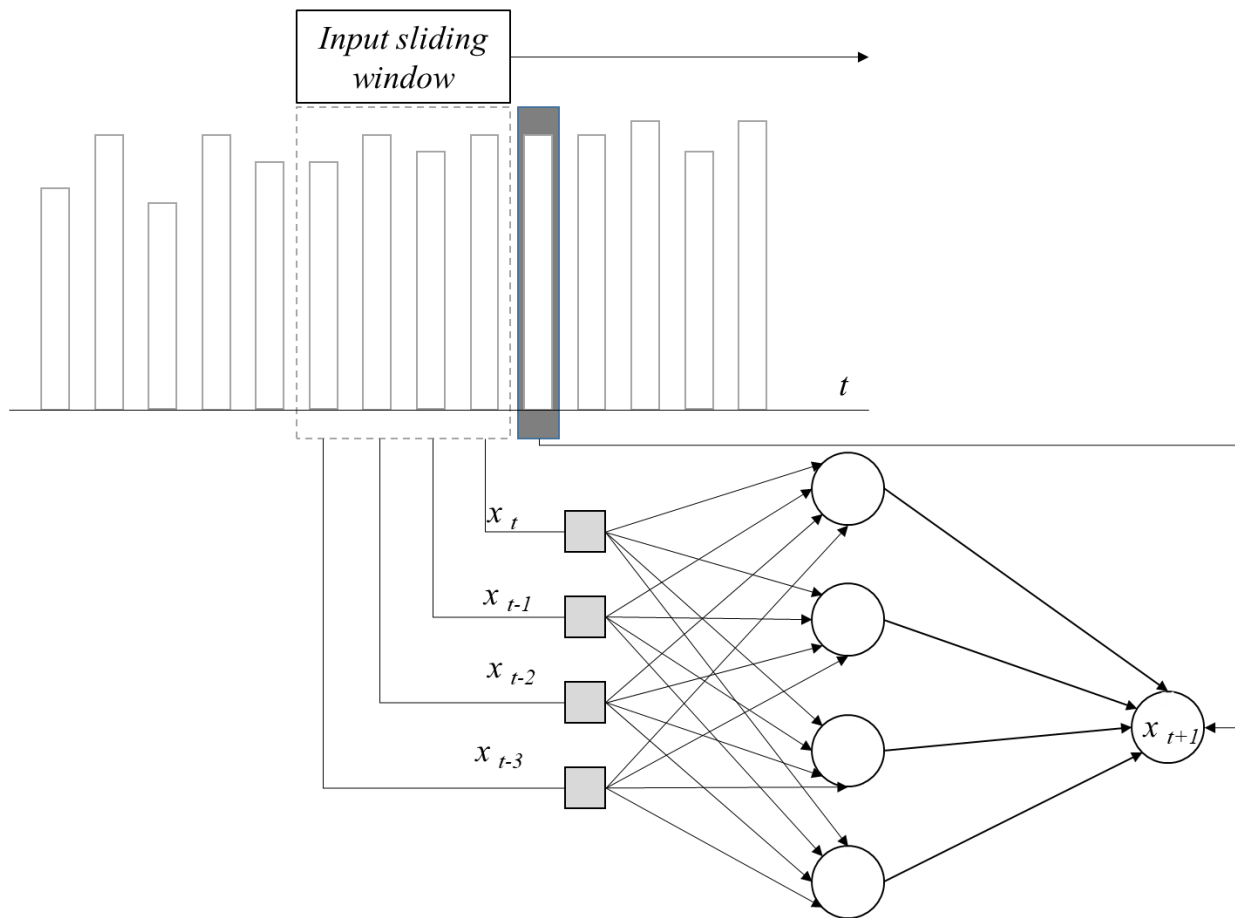 Input sliding
window
t
x t
x t-1
x t-2
x t-3
x t+1